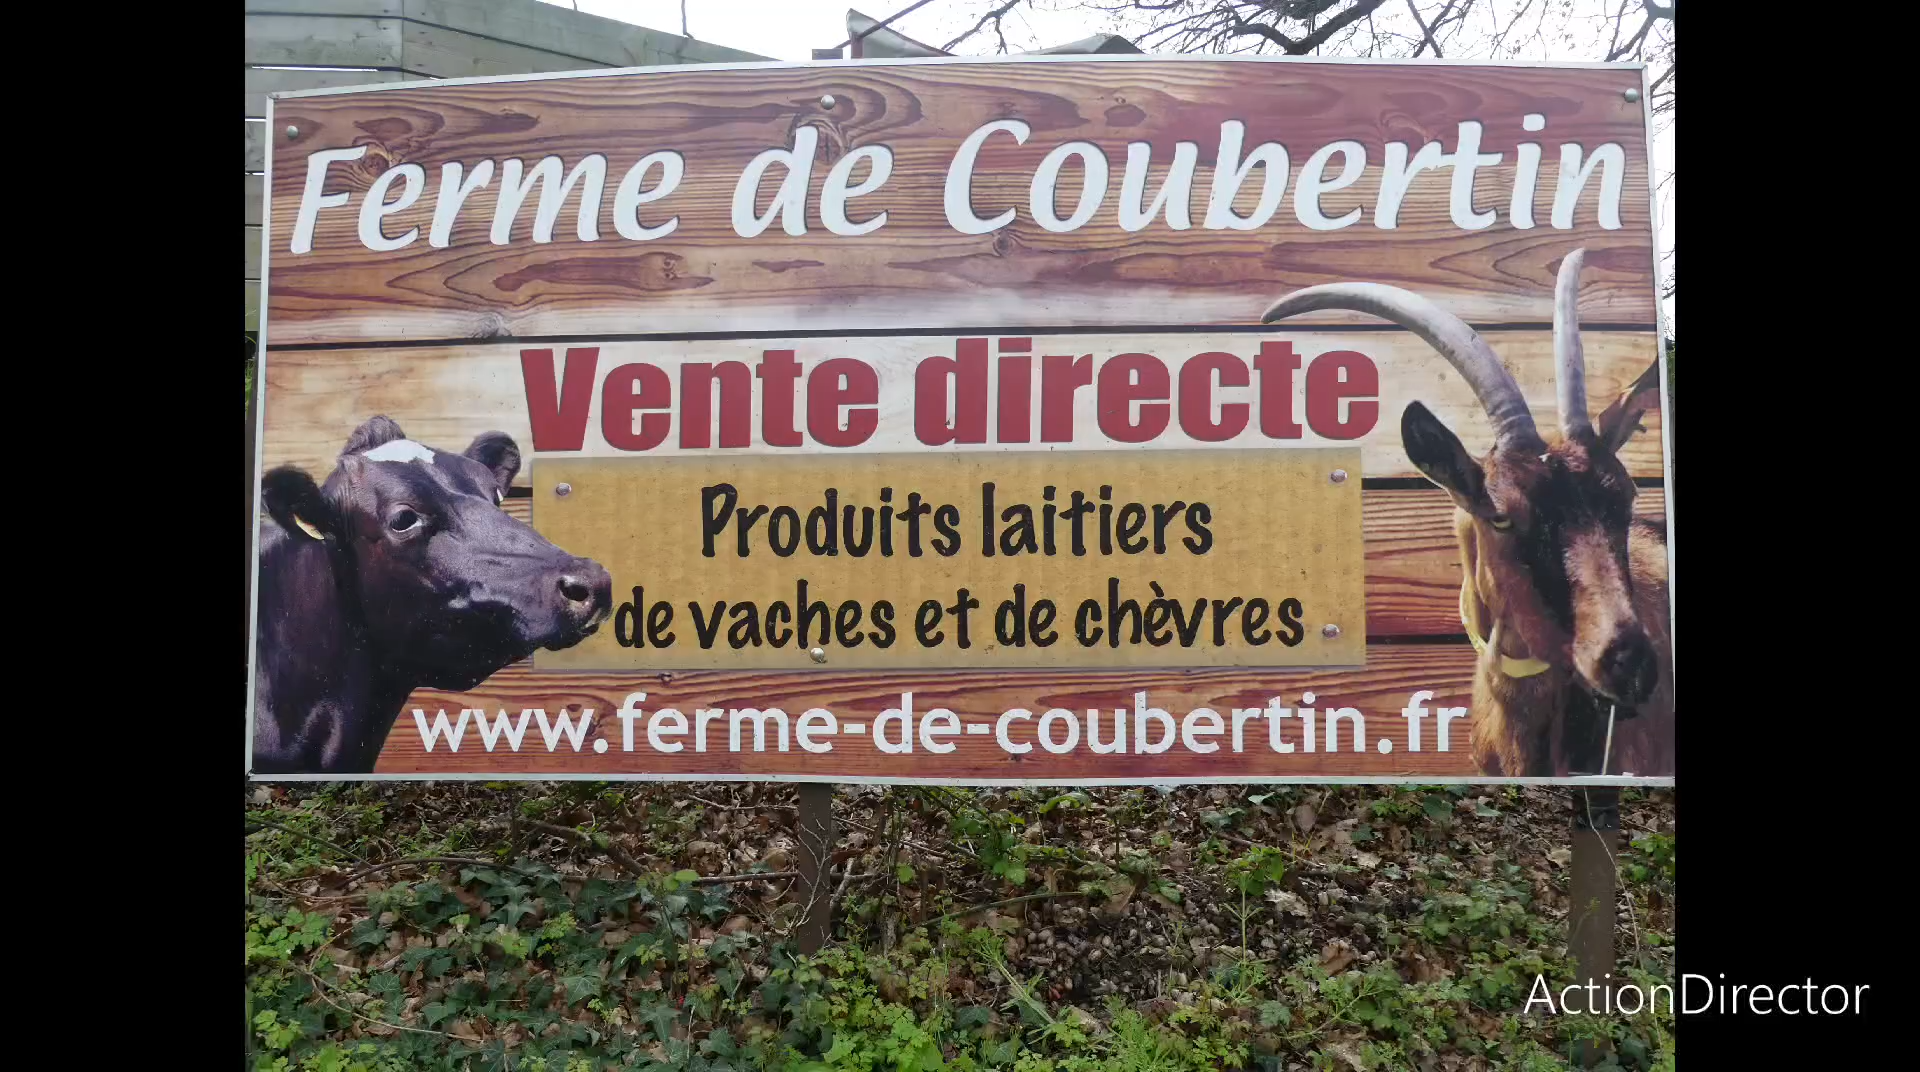 Ferme de Coubertin
Vente directe
Produits laitiers
de vaches et de chèvres
www.ferme-de-coubertin.fr
ActionDirector